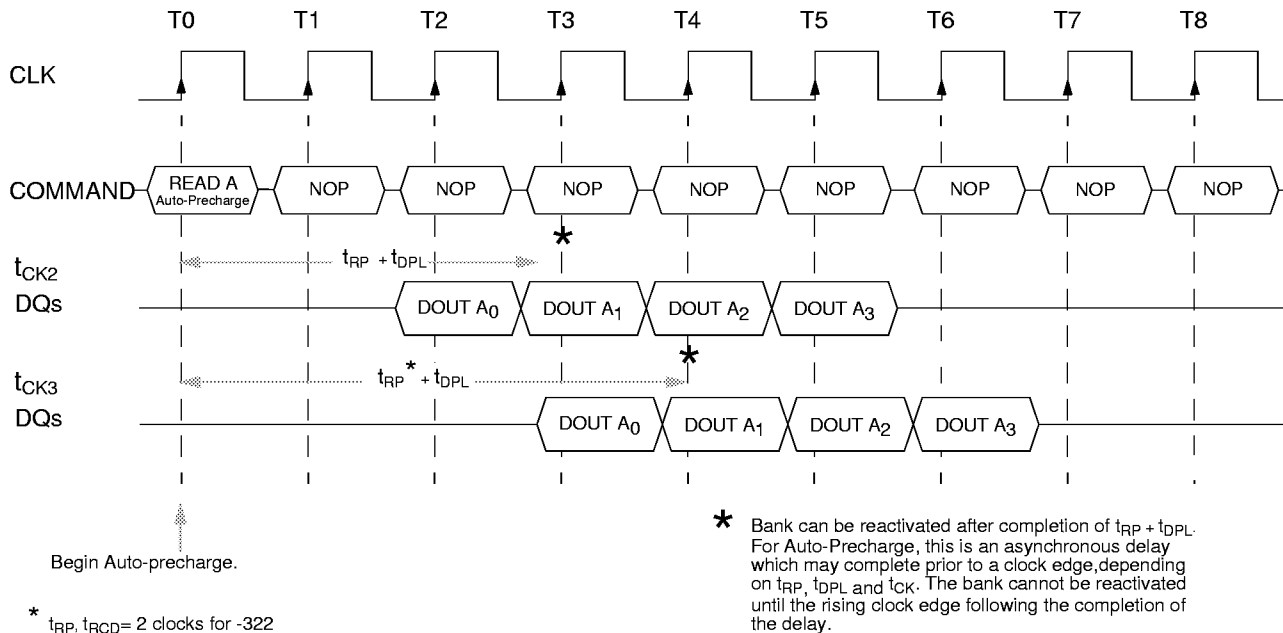 T0 T1 T2 T3 T4 T5 T6 T7 T8
CLK
COMMAND READ A Auto-Precharge NOP NOP NOP NOP NOP NOP NOP NOP
*
tRP + tDPL
tCK2
DQs DOUT A0 DOUT A1 DOUT A2 DOUT A3
*
tRP* + tDPL
tCK3
DQs DOUT A0 DOUT A1 DOUT A2 DOUT A3
Begin Auto-precharge.
* tRP, tRCD= 2 clocks for -322
* Bank can be reactivated after completion of tRP + tDPL.
For Auto-Precharge, this is an asynchronous delay
which may complete prior to a clock edge,depending
on tRP, tDPL and tCK. The bank cannot be reactivated
until the rising clock edge following the completion of
the delay.